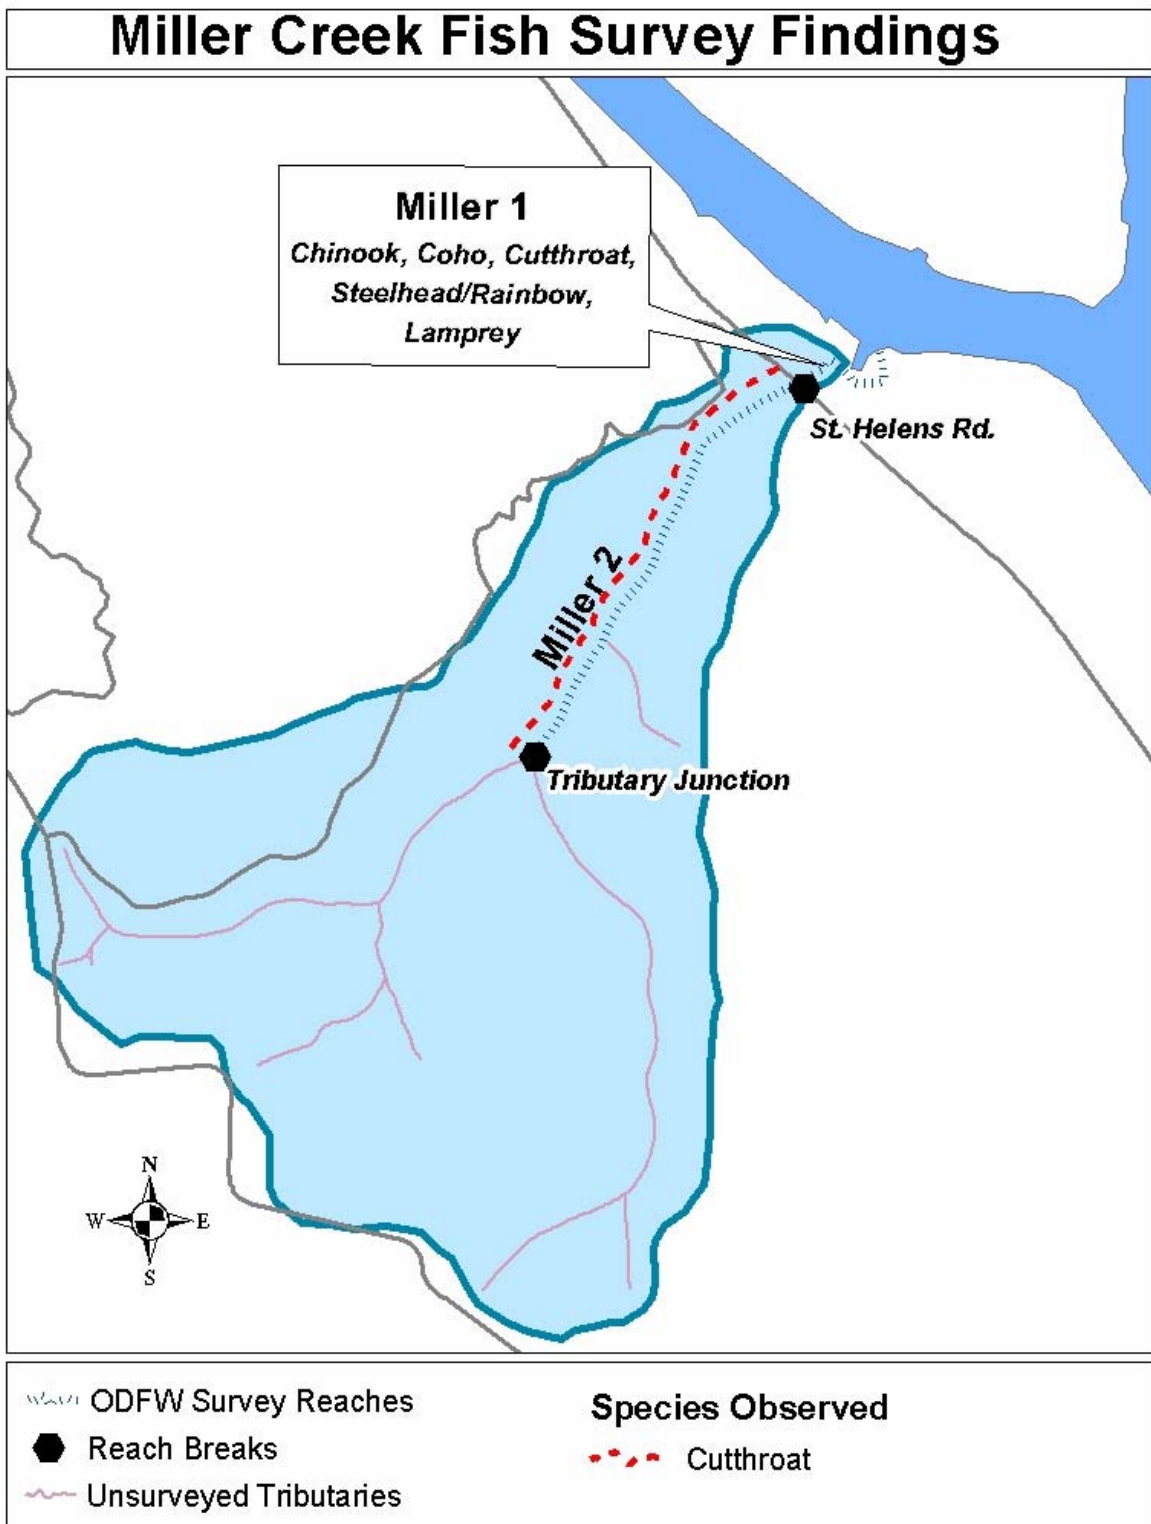 Miller Creek Fish Survey Findings
Miller 1
Chinook, Coho, Cutthroat,
Steelhead/Rainbow,
Lamprey
St. Helens Rd.
Miller 2
Tributary Junction
N
W E
S
ODFW Survey Reaches
Reach Breaks
Unsurveyed Tributaries
Species Observed
Cutthroat